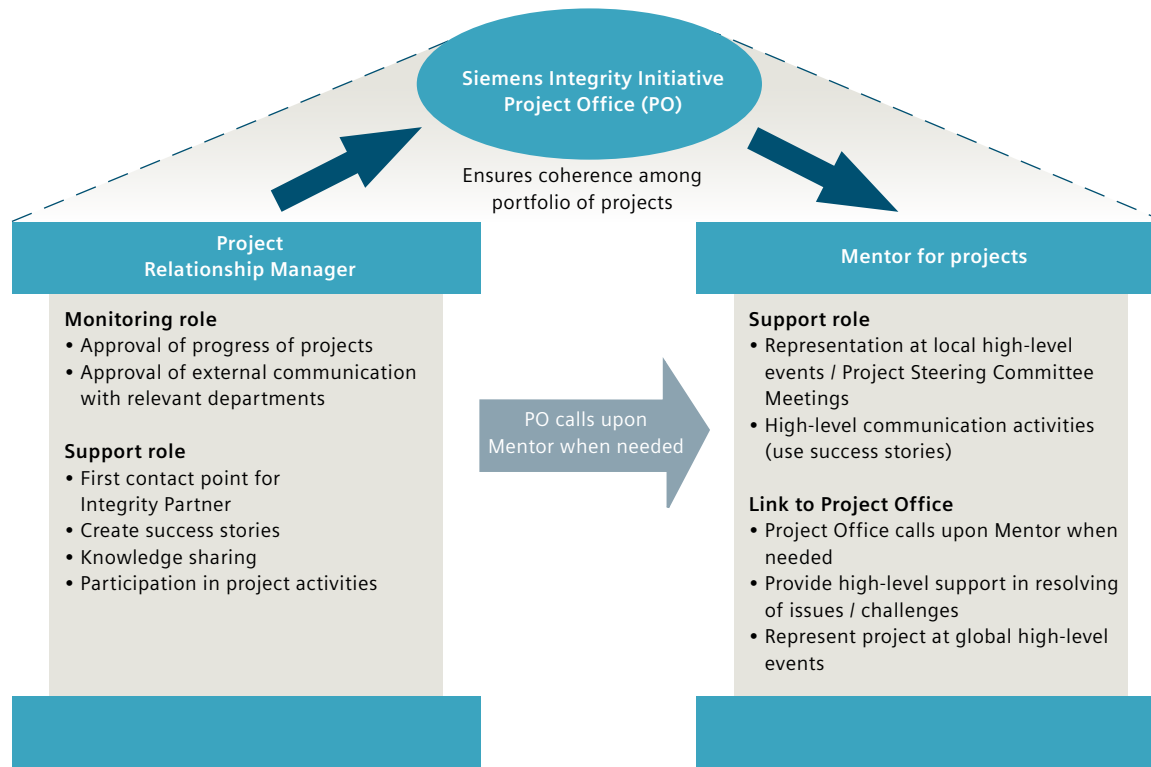 Siemens Integrity Initiative
Project Office (PO)
Ensures coherence among
portfolio of projects
Project
Relationship Manager
Monitoring role
• Approval of progress of projects
• Approval of external communication
with relevant departments
Support role
• First contact point for
Integrity Partner
• Create success stories
• Knowledge sharing
• Participation in project activities
PO calls upon
Mentor when needed
Mentor for projects
Support role
• Representation at local high-level
events / Project Steering Committee
Meetings
• High-level communication activities
(use success stories)
Link to Project Office
• Project Office calls upon Mentor when
needed
• Provide high-level support in resolving
of issues / challenges
• Represent project at global high-level
events